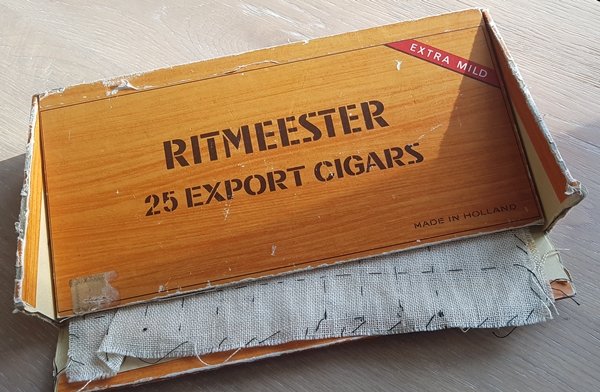 EXTRA MILD
RITMEESTER
25 EXPORT CIGARS
MADE IN HOLLAND